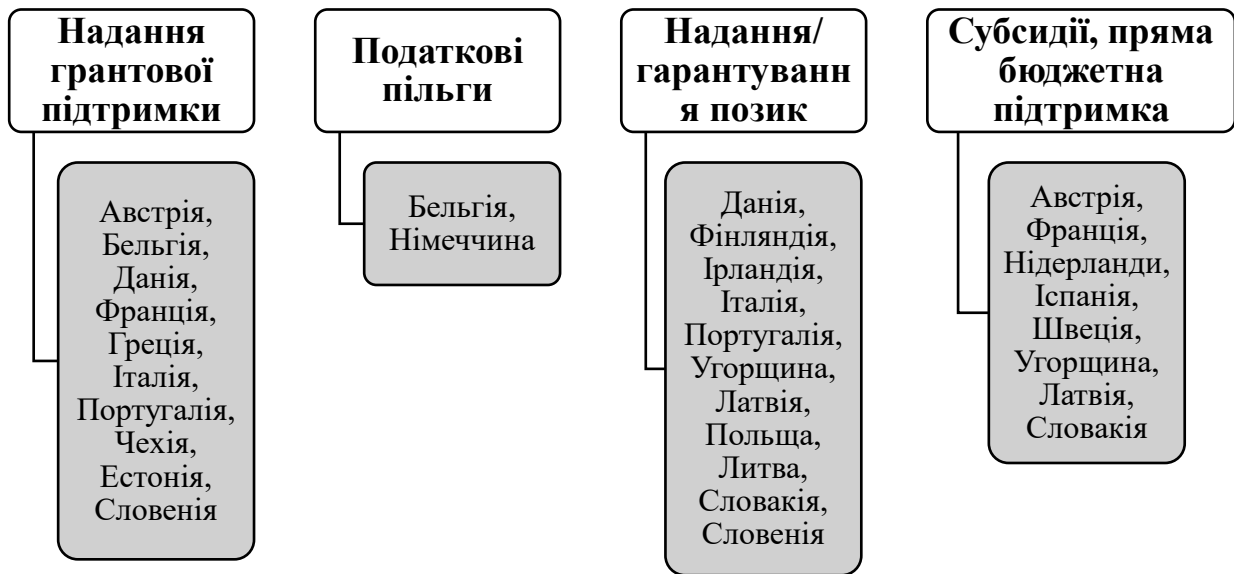 Надання
грантової
підтримки
Австрія,
Бельгія,
Данія,
Франція,
Греція,
Італія,
Португалія,
Чехія,
Естонія,
Словенія
Податкові
пільги
Бельгія,
Німеччина
Надання/
гарантуванн
я позик
Данія,
Фінляндія,
Ірландія,
Італія,
Португалія,
Угорщина,
Латвія,
Польща,
Литва,
Словакія,
Словенія
Субсидії, пряма
бюджетна
підтримка
Австрія,
Франція,
Нідерланди,
Іспанія,
Швеція,
Угорщина,
Латвія,
Словакія